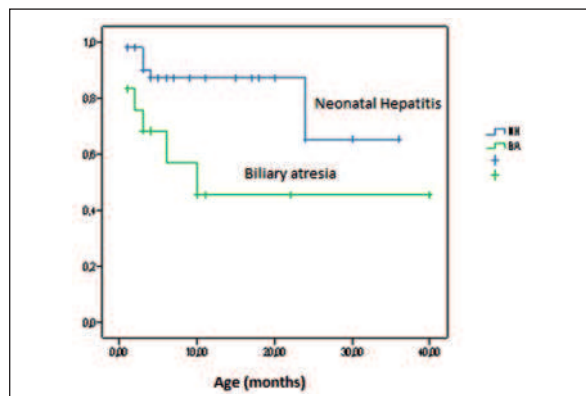 1,0
0,8
0,6
0,4
0,2
0,0
0,00 10,00 20,00 30,00 40,00
Neonatal Hepatitis
Biliary atresia
NH
BA
Age (months)